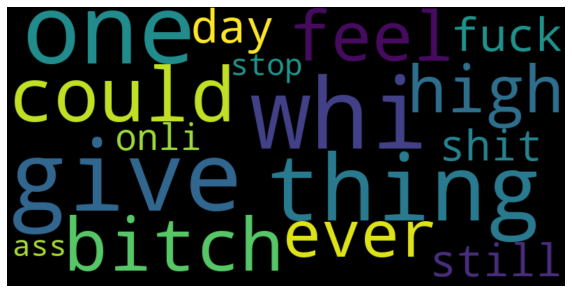 one day feel fuck
stop
could whi high
onli shit
give thing
bitch ever
ass still